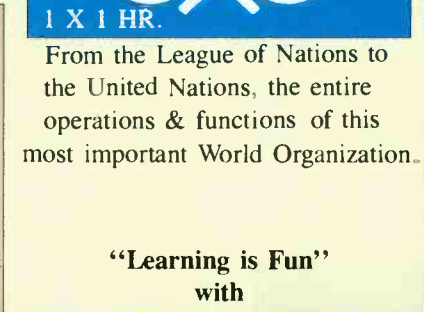 1 X 1 HR.
From the League of Nations to
the United Nations, the entire
operations & functions of this
most important World Organization.
“Learning is Fun”
with